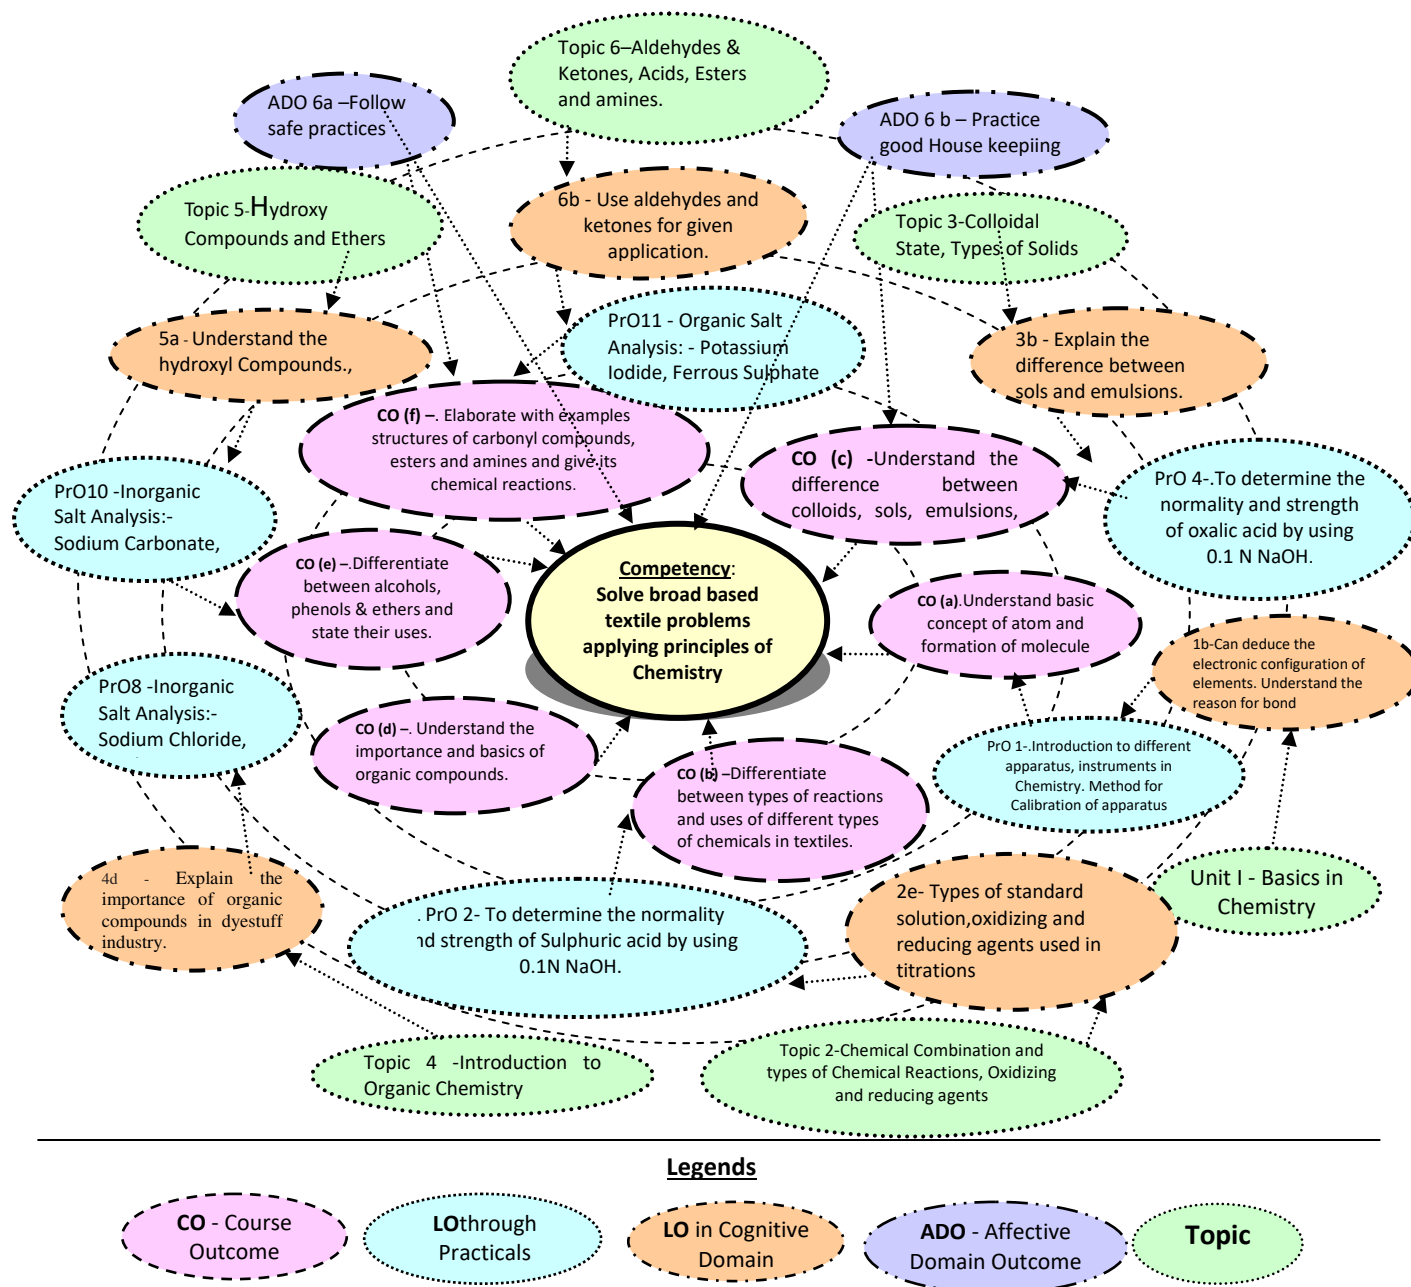 Topic 6–Aldehydes &
Ketones, Acids, Esters
and amines.
ADO 6a –Follow
safe practices
ADO 6 b – Practice
good House keepiing
Topic 5-Hydroxy
Compounds and Ethers
6b - Use aldehydes and
ketones for given
application.
Topic 3-Colloidal
State, Types of Solids
5a - Understand the
hydroxyl Compounds.,
PrO11 - Organic Salt
Analysis: - Potassium
Iodide, Ferrous Sulphate
3b - Explain the
difference between
sols and emulsions.
CO (f) –. Elaborate with examples
structures of carbonyl compounds,
esters and amines and give its
chemical reactions.
CO (c) -Understand the
difference between
colloids, sols, emulsions,
PrO10 -Inorganic
Salt Analysis:-
Sodium Carbonate,
PrO 4-.To determine the
normality and strength
of oxalic acid by using
0.1 N NaOH.
CO (e) –.Differentiate
between alcohols,
phenols & ethers and
state their uses.
Competency:
Solve broad based
textile problems
applying principles of
Chemistry
CO (a).Understand basic
concept of atom and
formation of molecule
1b-Can deduce the
electronic configuration of
elements. Understand the
reason for bond
PrO8 -Inorganic
Salt Analysis:-
Sodium Chloride,
CO (d) –. Understand the
importance and basics of
organic compounds.
CO (b) –Differentiate
between types of reactions
and uses of different types
of chemicals in textiles.
PrO 1-.Introduction to different
apparatus, instruments in
Chemistry. Method for
Calibration of apparatus
4d - Explain the
importance of organic
compounds in dyestuff
industry.
. PrO 2- To determine the normality
nd strength of Sulphuric acid by using
0.1N NaOH.
2e- Types of standard
solution,oxidizing and
reducing agents used in
titrations
Unit I - Basics in
Chemistry
Topic 4 -Introduction to
Organic Chemistry
Topic 2-Chemical Combination and
types of Chemical Reactions, Oxidizing
and reducing agents
Legends
CO - Course
Outcome
LOthrough
Practicals
LO in Cognitive
Domain
ADO - Affective
Domain Outcome
Topic